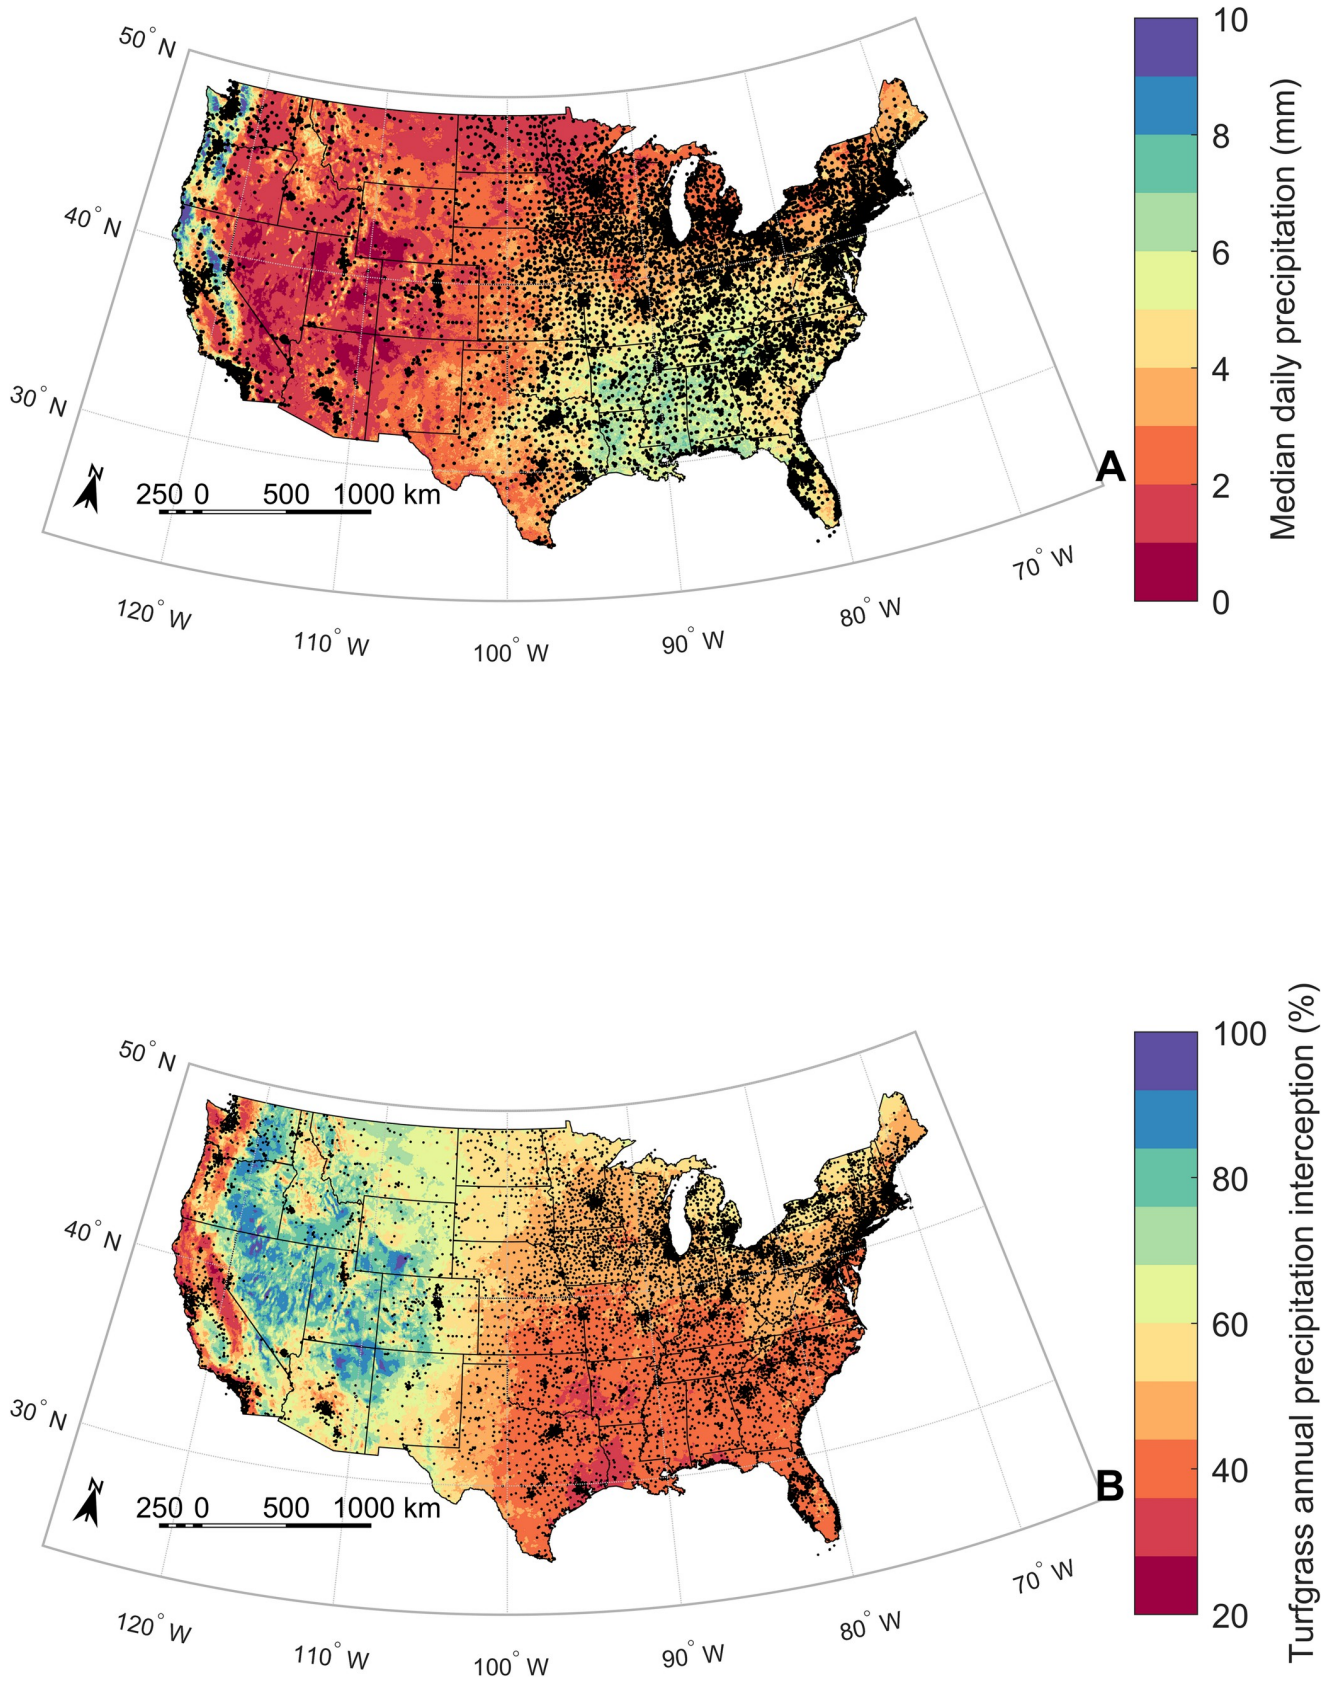 50° N
40° N
30° N
N
250 0 500 1000 km
120° W
110° W
100° W
90° W
80° W
70° W
A
10
8
6
4
2
0
Median daily precipitation (mm)
50° N
40° N
30° N
N
250 0 500 1000 km
120° W
110° W
100° W
90° W
80° W
70° W
B
100
80
60
40
20
Turfgrass annual precipitation interception (%)